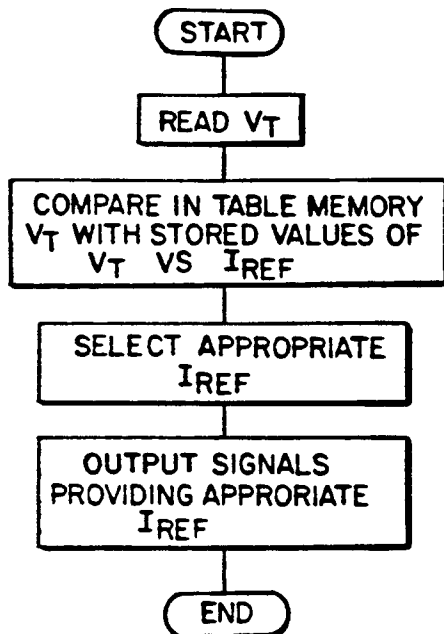 START
READ VT
COMPARE IN TABLE MEMORY
VT WITH STORED VALUES OF
VT VS IREF
SELECT APPROPRIATE
IREF
OUTPUT SIGNALS
PROVIDING APPRORIATE
IREF
END